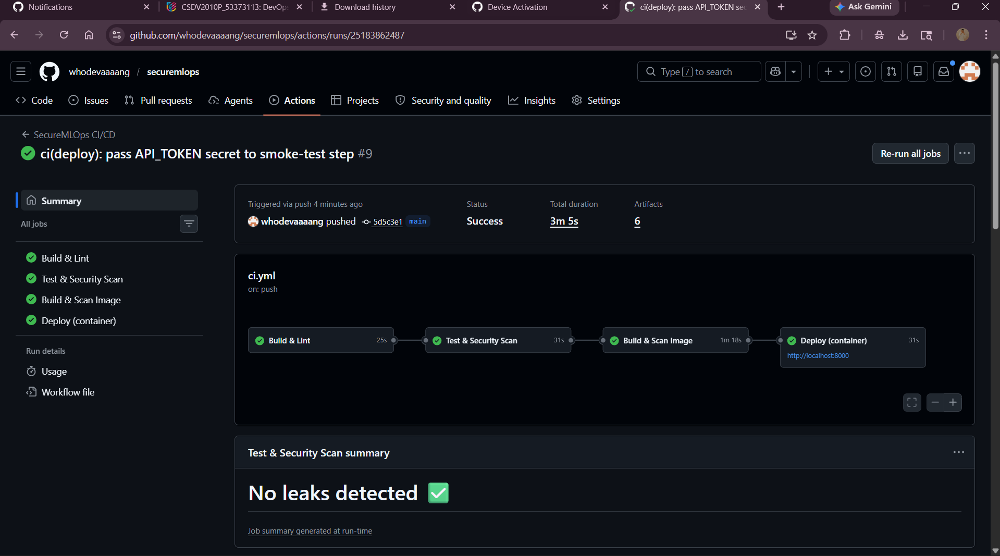 Notifications
CSDV2010P_53373113: DevOp
Download history
Device Activation
ci(deploy): pass API_TOKEN sec
Ask Gemini
github.com/whodevaaaang/securemlops/actions/runs/25183862487
whodevaaaang / securemlops
Type / to search
Code
Issues
Pull requests
Agents
Actions
Projects
Security and quality
Insights
Settings
SecureMLOps CI/CD
ci(deploy): pass API_TOKEN secret to smoke-test step #9
Re-run all jobs
Summary
All jobs
Build & Lint
Test & Security Scan
Build & Scan Image
Deploy (container)
Run details
Usage
Workflow file
Triggered via push 4 minutes ago
whodevaaaang pushed 5d5c3e1 main
Status
Success
Total duration
3m 5s
Artifacts
6
ci.yml
on: push
Build & Lint 25s
Test & Security Scan 31s
Build & Scan Image 1m 18s
Deploy (container) 31s
http://localhost:8000
Test & Security Scan summary
No leaks detected ✅
Job summary generated at run-time